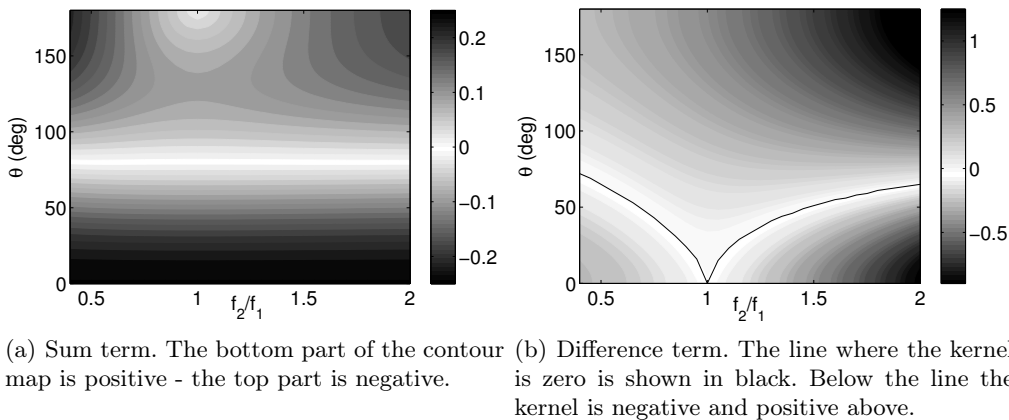 150
100
50
0
θ (deg)
0.5
1
1.5
2
f2/f1
0.2
0.1
0
−0.1
−0.2
150
100
50
0
θ (deg)
0.5
1
1.5
2
f2/f1
1
0.5
0
−0.5
(a) Sum term. The bottom part of the contour
map is positive - the top part is negative.
(b) Difference term. The line where the kernel
is zero is shown in black. Below the line the
kernel is negative and positive above.